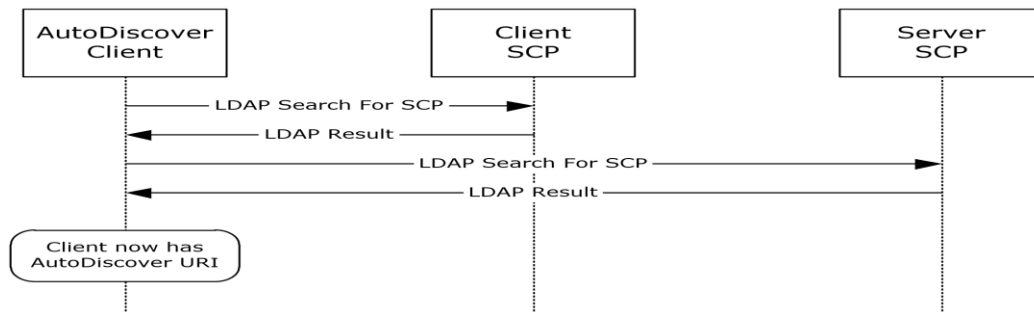 AutoDiscover
Client
Client
SCP
Server
SCP
LDAP Search For SCP
LDAP Result
LDAP Search For SCP
LDAP Result
Client now has
AutoDiscover URI